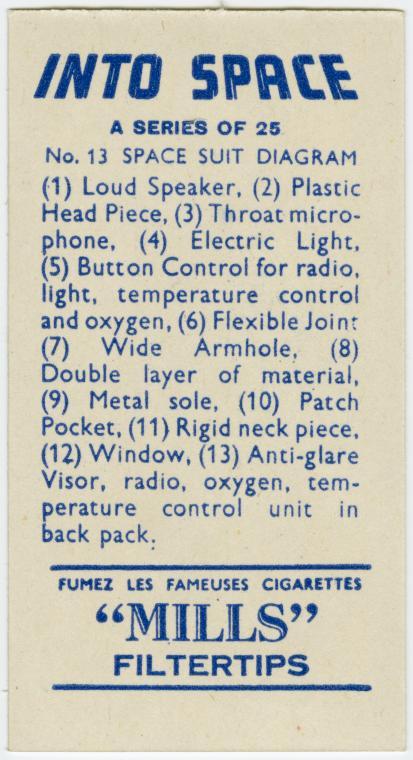 INTO SPACE
A SERIES OF 25
No. 13 SPACE SUIT DIAGRAM
(1) Loud Speaker, (2) Plastic
Head Piece, (3) Throat micro-
phone, (4) Electric Light,
(5) Button Control for radio,
light, temperature control
and oxygen, (6) Flexible Joint
(7) Wide Armhole, (8)
Double layer of material,
(9) Metal sole, (10) Patch
Pocket, (11) Rigid neck piece,
(12) Window, (13) Anti-glare
Visor, radio, oxygen, tem-
perature control unit in
back pack.
FUMEZ LES FAMEUSES CIGARETTES
“MILLS”
FILTERTIPS